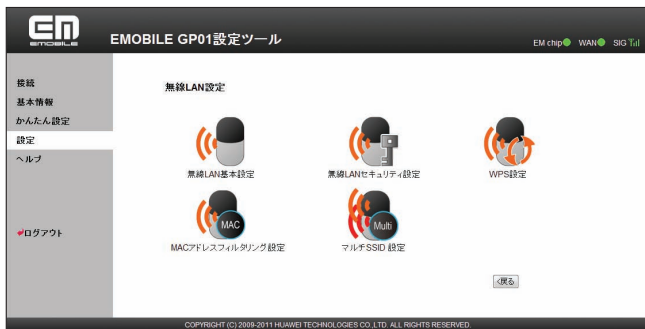 EM
EMOBILE
EMOBILE GP01設定ツール
EM chip WAN SIG
接続
基本情報
かんたん設定
設定
ヘルプ
ログアウト
無線LAN設定
無線LAN基本設定
無線LANセキュリティ設定
WPS設定
MAC
MACアドレスフィルタリング設定
Multi
マルチSSID 設定
<戻る
COPYRIGHT (C) 2009-2011 HUAWEI TECHNOLOGIES CO.,LTD. ALL RIGHTS RESERVED.